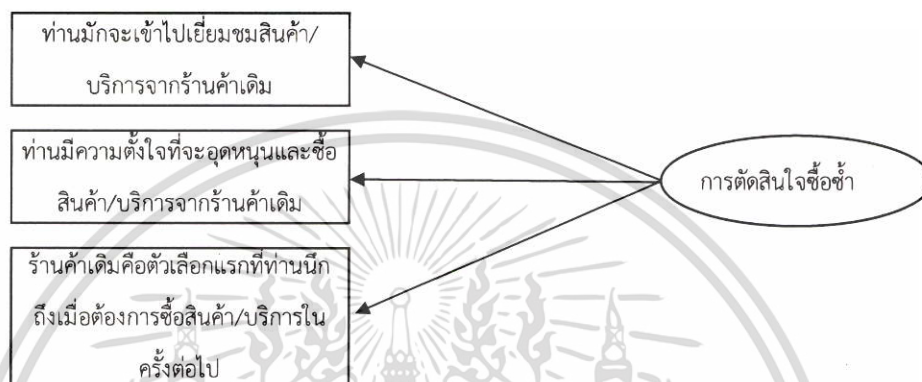 ท่านมักจะเข้าไปเยี่ยมชมสินค้า/
บริการจากร้านค้าเดิม
ท่านมีความตั้งใจที่จะอุดหนุนและซื้อ
สินค้า/บริการจากร้านค้าเดิม
การตัดสินใจซื้อซ้ำ
ร้านค้าเดิมคือตัวเลือกแรกที่ท่านนึก
ถึงเมื่อต้องการซื้อสินค้า/บริการใน
ครั้งต่อไป